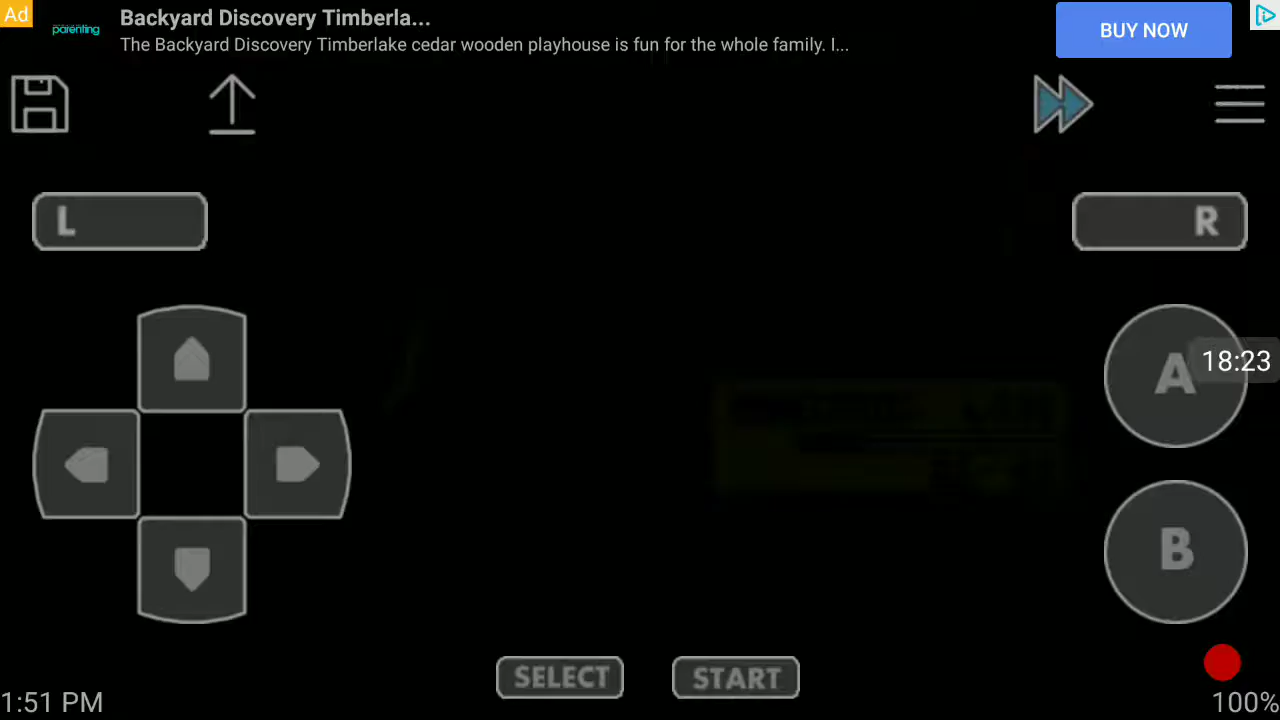 Ad
parenting
Backyard Discovery Timberla...
The Backyard Discovery Timberlake cedar wooden playhouse is fun for the whole family. I...
BUY NOW
L
R
A
18:23
B
SELECT
START
1:51 PM
100%